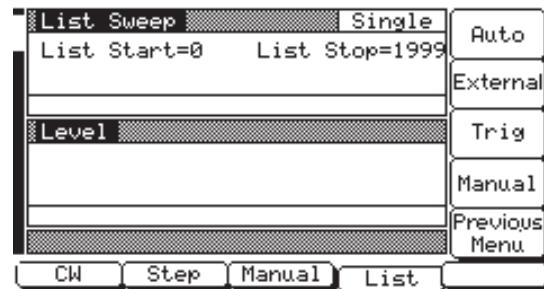 List Sweep Single
List Start=0 List Stop=1999
Level
Auto
External
Trig
Manual
Previous
Menu
CW Step Manual List